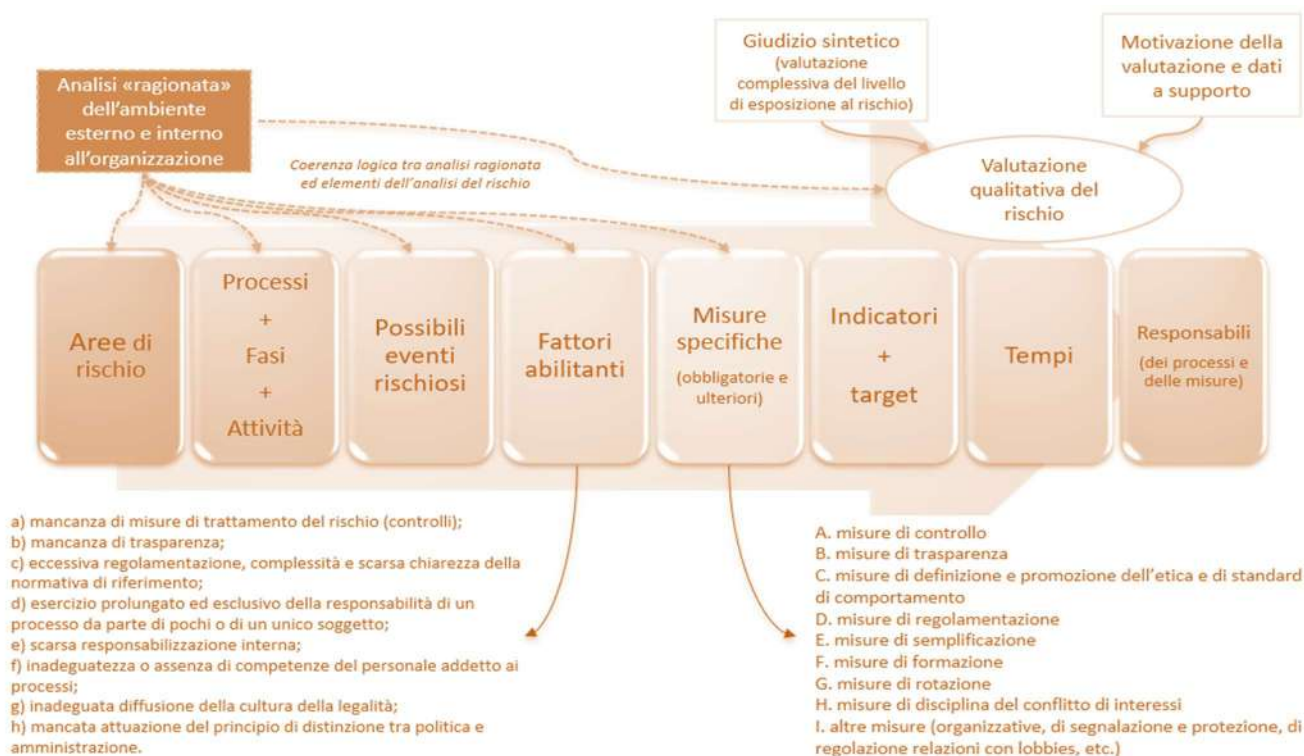 Analisi «ragionata»
dell'ambiente
esterno e interno
all'organizzazione
Giudizio sintetico
(valutazione
complessiva del livello
di esposizione al rischio)
Motivazione della
valutazione e dati
a supporto
Coerenza logica tra analisi ragionata
ed elementi dell'analisi del rischio
Valutazione
qualitativa del
rischio
Aree di
rischio
Processi
+
Fasi
+
Attività
Possibili
eventi
rischiosi
Fattori
abilitanti
Misure
specifiche
(obbligatorie e
ulteriori)
Indicatori
+
target
Tempi
Responsabili
(dei processi e
delle misure)
a) mancanza di misure di trattamento del rischio (controlli);
b) mancanza di trasparenza;
c) eccessiva regolamentazione, complessità e scarsa chiarezza della
normativa di riferimento;
d) esercizio prolungato ed esclusivo della responsabilità di un
processo da parte di pochi o di un unico soggetto;
e) scarsa responsabilizzazione interna;
f) inadeguatezza o assenza di competenze del personale addetto ai
processi;
g) inadeguata diffusione della cultura della legalità;
h) mancata attuazione del principio di distinzione tra politica e
amministrazione.
A. misure di controllo
B. misure di trasparenza
C. misure di definizione e promozione dell'etica e di standard
di comportamento
D. misure di regolamentazione
E. misure di semplificazione
F. misure di formazione
G. misure di rotazione
H. misure di disciplina del conflitto di interessi
I. altre misure (organizzative, di segnalazione e protezione, di
regolazione relazioni con lobbies, etc.)